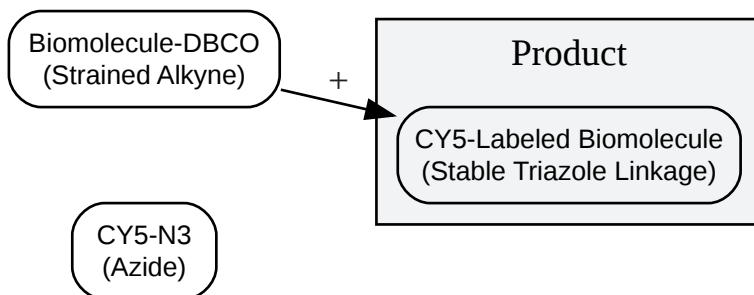 Biomolecule-DBCO
(Strained Alkyne)
+
Product
CY5-Labeled Biomolecule
(Stable Triazole Linkage)
CY5-N3
(Azide)